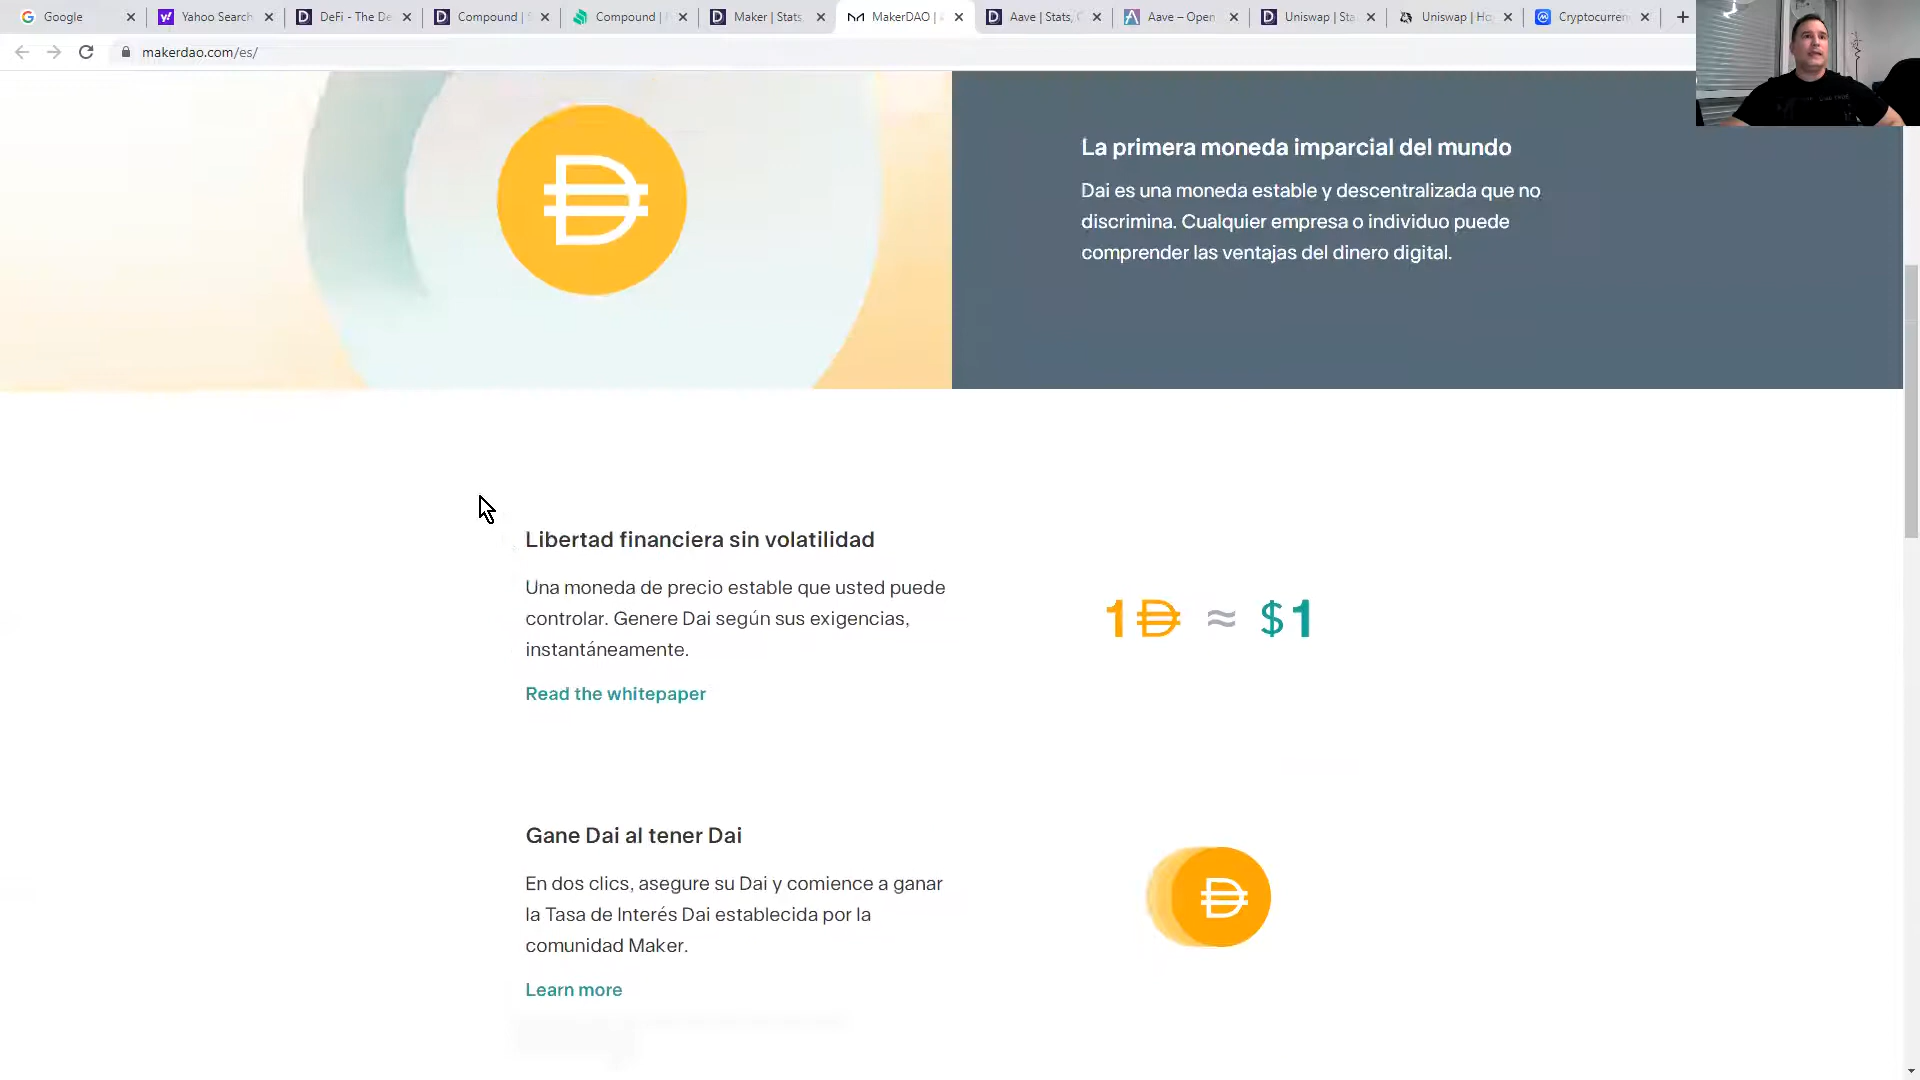 Google
Yahoo Search
DeFi - The De
Compound |
Compound |
Maker | Stats,
MakerDAO |
Aave | Stats,
Aave – Open
Uniswap | Sta
Uniswap | Ho
Cryptocurren
makerdao.com/es/
La primera moneda imparcial del mundo
Dai es una moneda estable y descentralizada que no
discrimina. Cualquier empresa o individuo puede
comprender las ventajas del dinero digital.
Libertad financiera sin volatilidad
Una moneda de precio estable que usted puede
controlar. Genere Dai según sus exigencias,
instantáneamente.
Read the whitepaper
1 ≈ $1
Gane Dai al tener Dai
En dos clics, asegure su Dai y comience a ganar
la Tasa de Interés Dai establecida por la
comunidad Maker.
Learn more